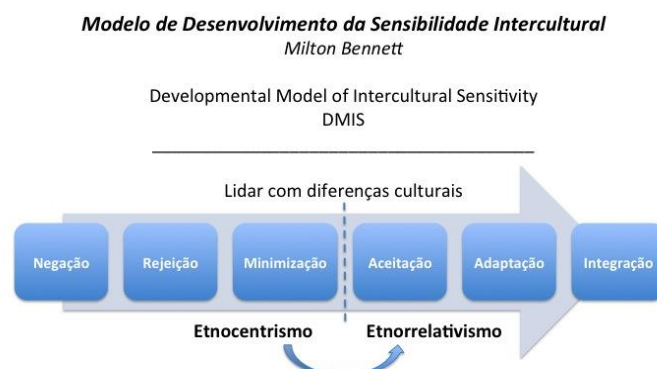 Modelo de Desenvolvimento da Sensibilidade Intercultural
Milton Bennett
Developmental Model of Intercultural Sensitivity
DMIS
Lidar com diferenças culturais
Negação
Rejeição
Minimização
Aceitação
Adaptação
Integração
Etnocentrismo
Etnorrelativismo